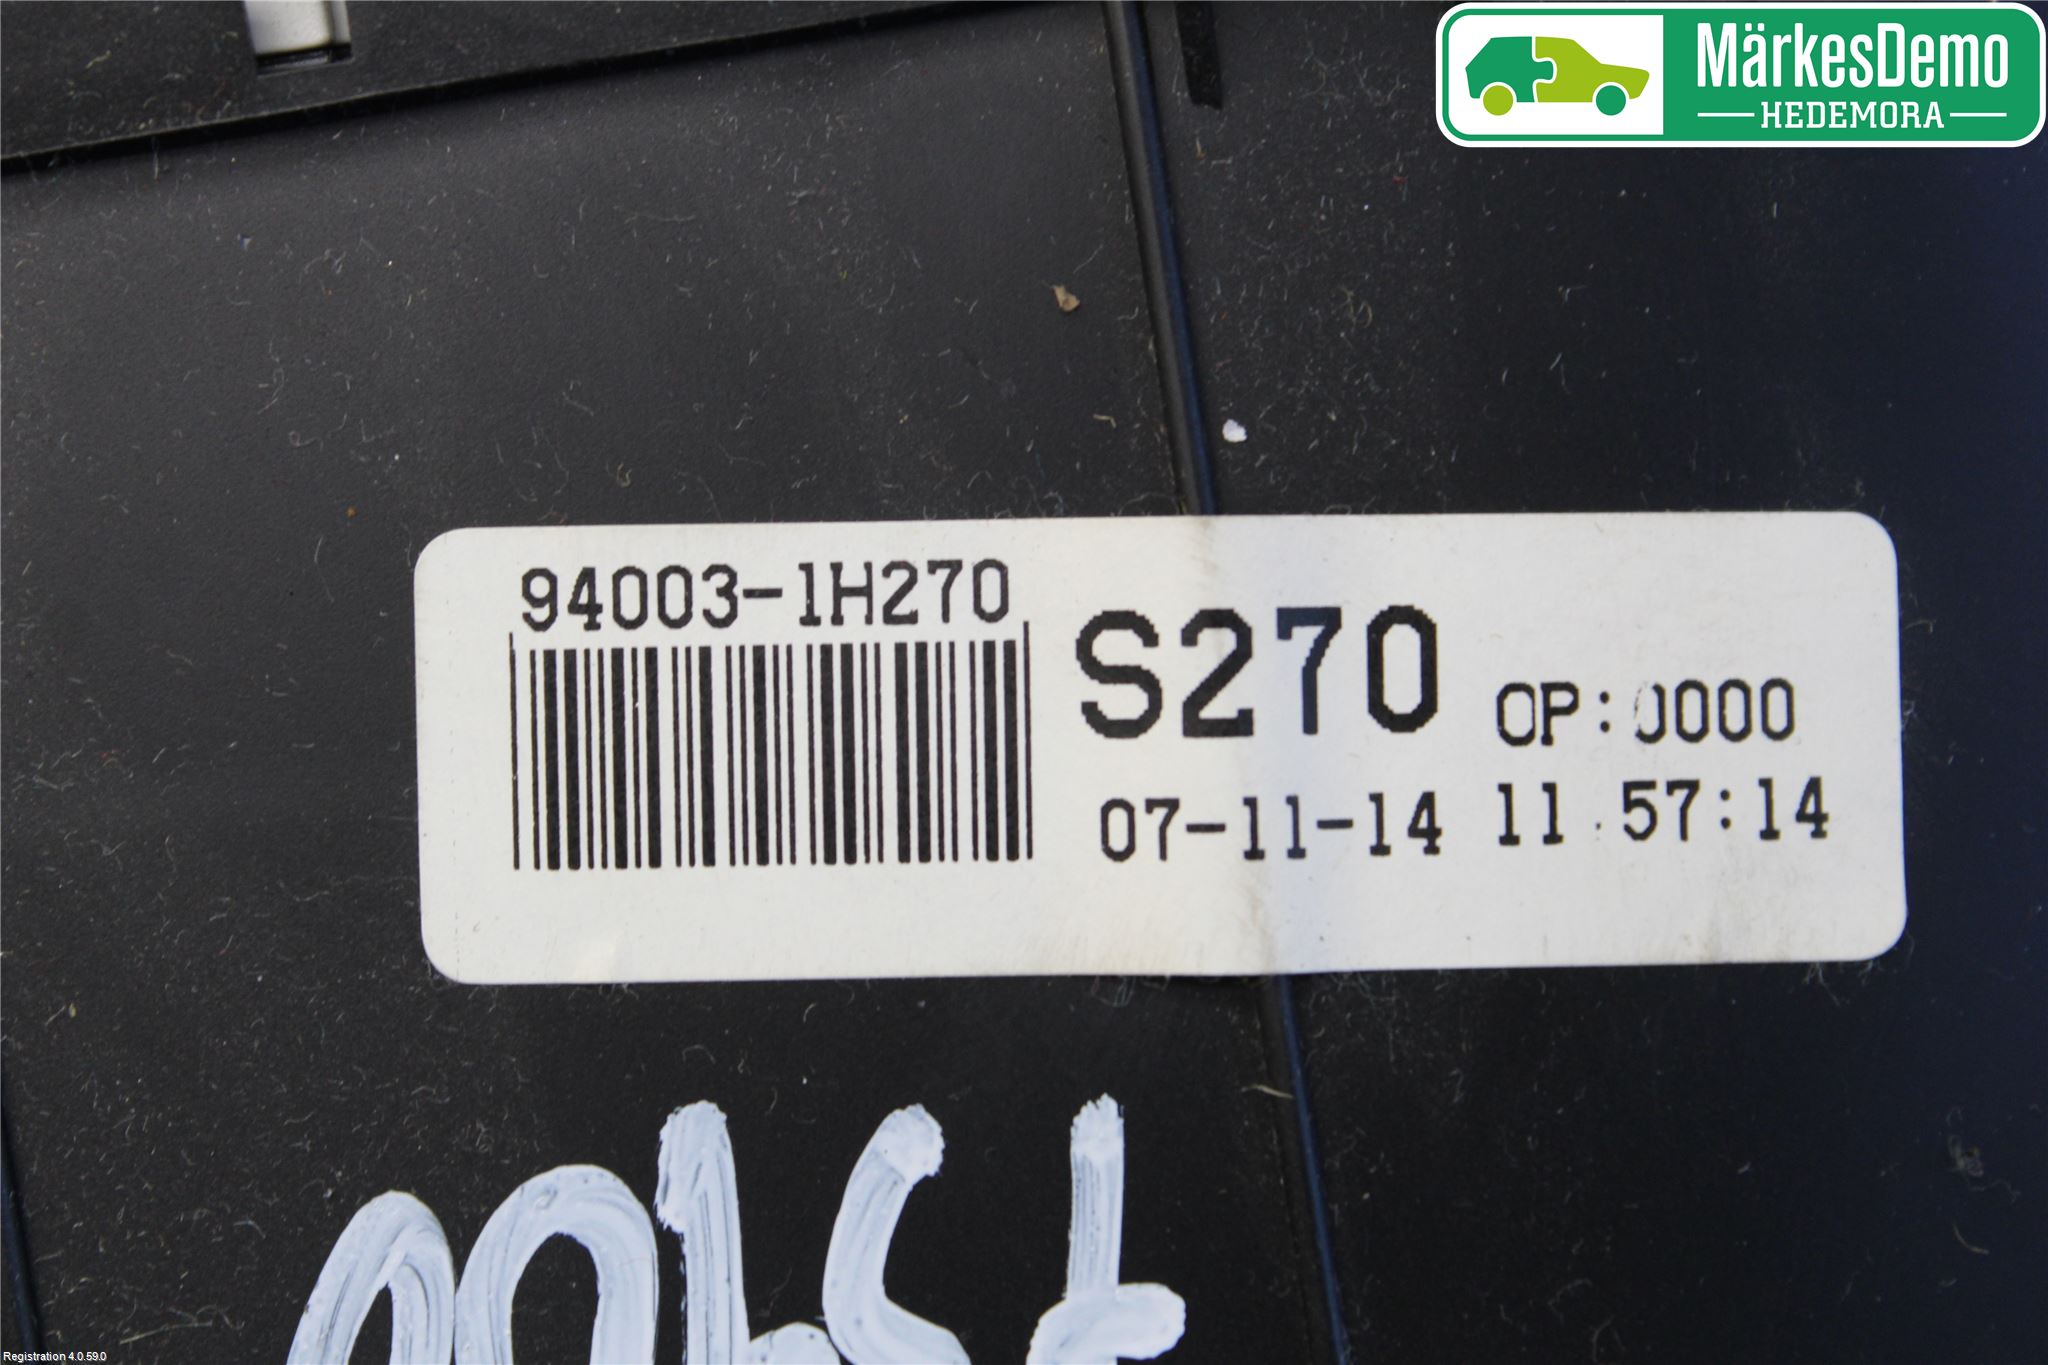 MärkesDemo
HEDEMORA
94003-1H270
S270
OP:0000
07-11-14 11:57:14
Registration 4.0.59.0